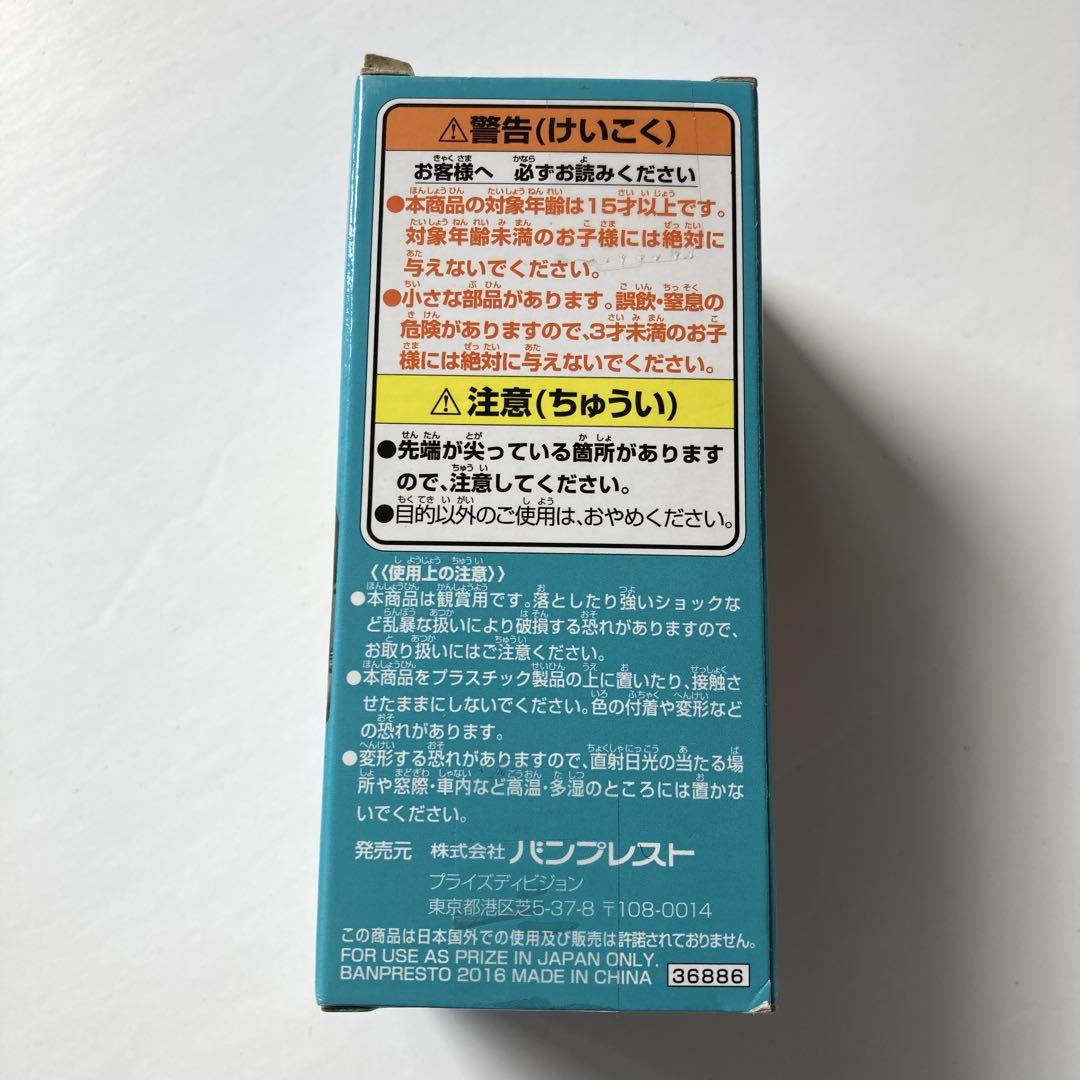 ⚠警告(けいこく)
お客様へ 必ずお読みください
●本商品の対象年齢は15才以上です。
対象年齢未満のお子様には絶対に
与えないでください。
●小さな部品があります。誤飲・窒息の
危険がありますので、3才未満のお子
様には絶対に与えないでください。
⚠注意(ちゅうい)
●先端が尖っている箇所があります
ので、注意してください。
●目的以外のご使用は、おやめください。
《使用上の注意》
●本商品は観賞用です。落としたり強いショックな
ど乱暴な扱いにより破損する恐れがありますので、
お取り扱いにはご注意ください。
●本商品をプラスチック製品の上に置いたり、接触さ
せたままにしないでください。色の付着や変形など
の恐れがあります。
●変形する恐れがありますので、直射日光の当たる場
所や窓際・車内など高温・多湿のところには置かな
いでください。
発売元 株式会社 バンプレスト
プライズディビジョン
東京都港区芝5-37-8 〒108-0014
この商品は日本国外での使用及び販売は許諾されておりません。
FOR USE AS PRIZE IN JAPAN ONLY.
BANPRESTO 2016 MADE IN CHINA 36886